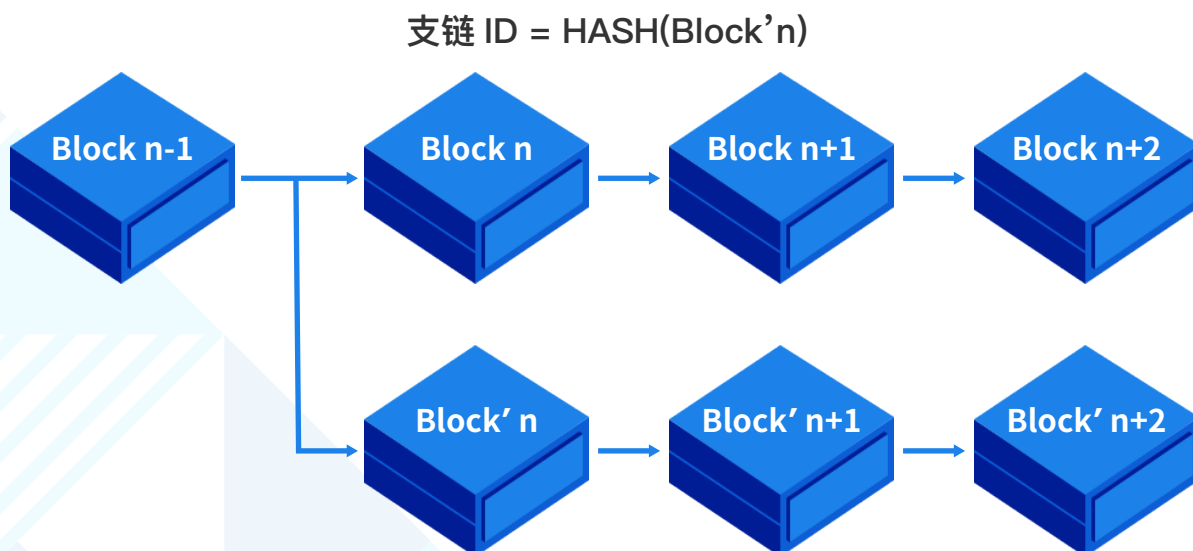 支链 ID = HASH(Block’n)
Block n-1
Block n
Block n+1
Block n+2
Block′ n
Block′ n+1
Block′ n+2